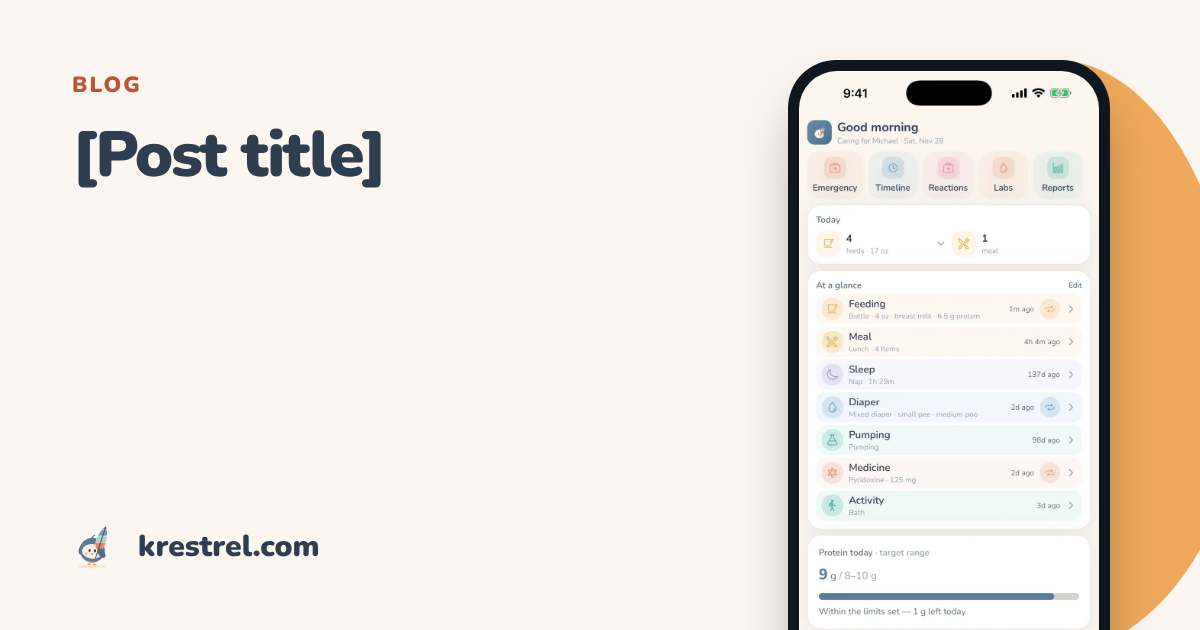 BLOG
[Post title]
krestrel.com
9:41
Good morning
Caring for Michael · Sat, Nov 28
Emergency
Timeline
Reactions
Labs
Reports
Today
4
feeds · 17 oz
1
meal
At a glance
Edit
Feeding
Bottle · 4 oz · breast milk · 6.5 g protein
1m ago
Meal
Lunch · 4 Items
4h 4m ago
Sleep
Nap · 1h 29m
137d ago
Diaper
Mixed diaper · small pee · medium poo
2d ago
Pumping
Pumping
98d ago
Medicine
Pyridoxine · 125 mg
2d ago
Activity
Bath
3d ago
Protein today · target range
9 g / 8–10 g
Within the limits set — 1 g left today